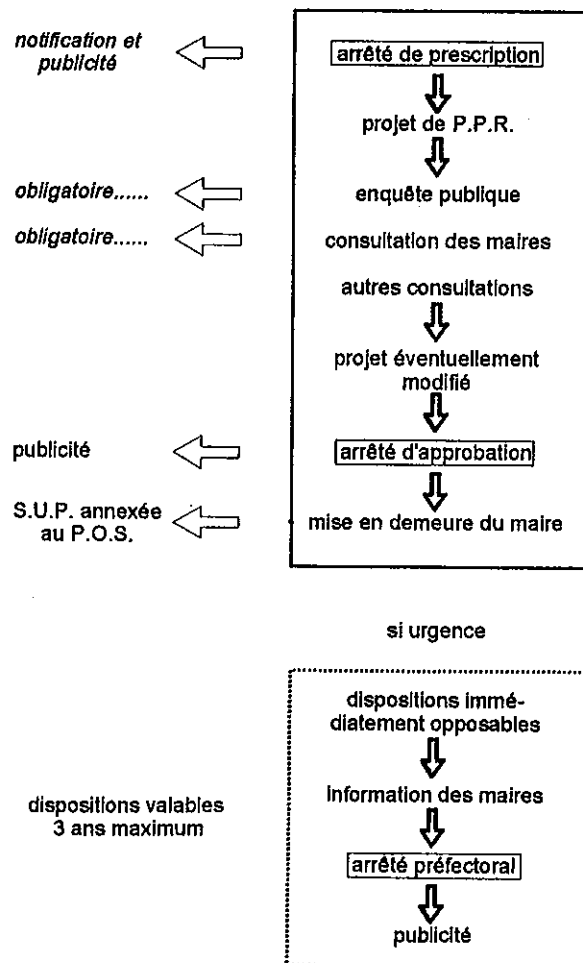 notification et
publicité
arrêté de prescription
projet de P.P.R.
obligatoire......
enquête publique
obligatoire......
consultation des maires
autres consultations
projet éventuellement
modifié
publicité
arrêté d'approbation
S.U.P. annexée
au P.O.S.
mise en demeure du maire
si urgence
dispositions immé-
diatement opposables
dispositions valables
3 ans maximum
information des maires
arrêté préfectoral
publicité